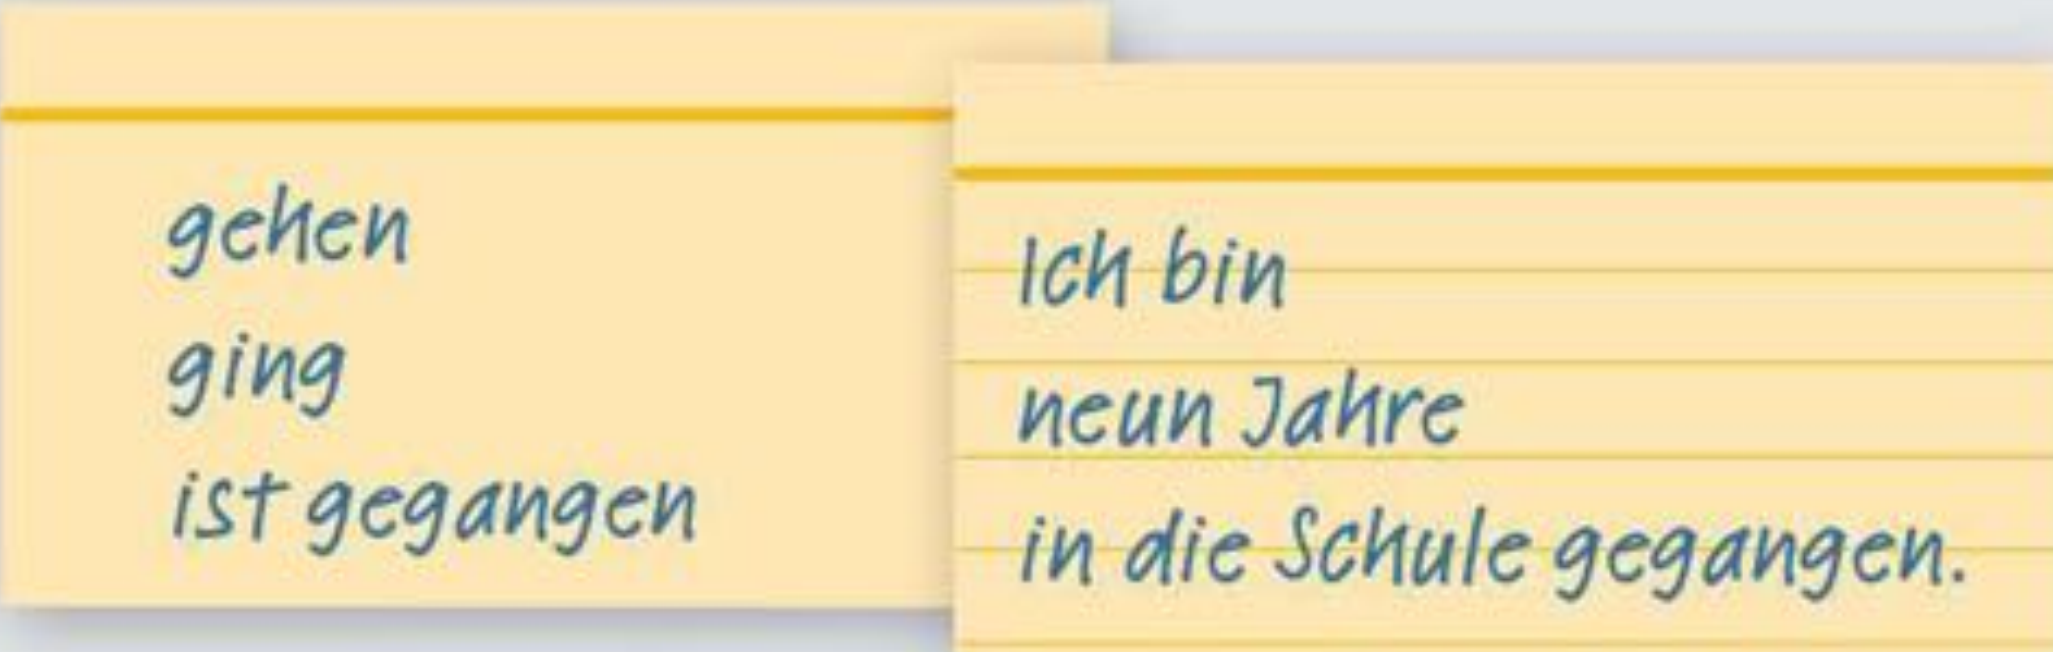 gehen
ging
ist gegangen
Ich bin
neun Jahre
in die Schule gegangen.